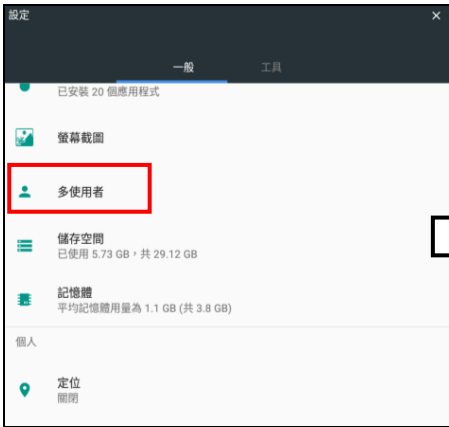 設定
一般 工具
已安裝 20 個應用程式
螢幕截圖
多使用者
儲存空間
已使用 5.73 GB，共 29.12 GB
記憶體
平均記憶體用量為 1.1 GB (共 3.8 GB)
個人
定位
關閉